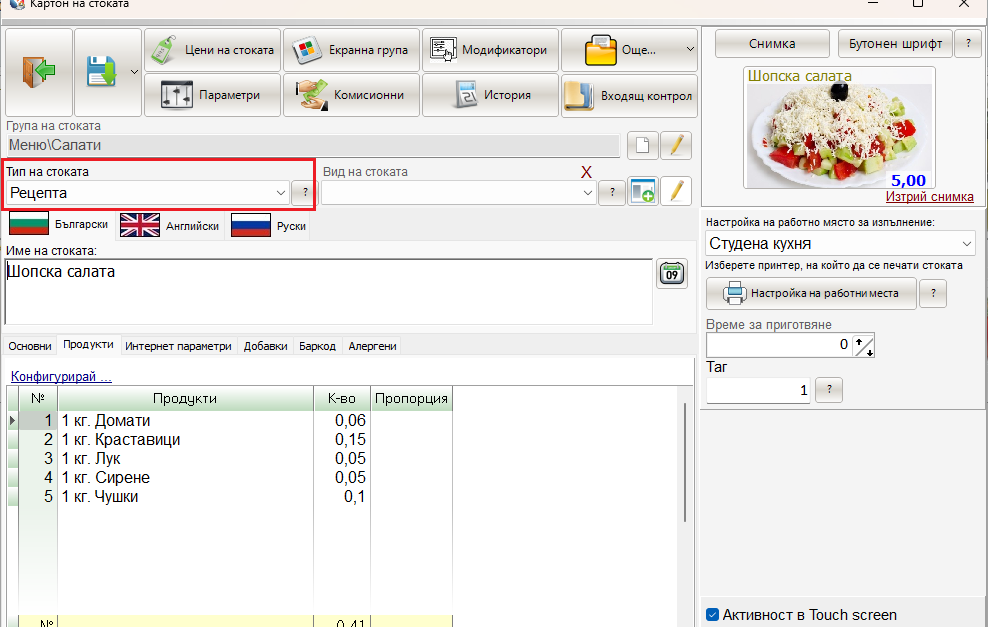 Картон на стоката
Цени на стоката
Екранна група
Модификатори
Още...
Параметри
Комисионни
История
Входящ контрол
Снимка
Бутонен шрифт
?
Шопска салата
5,00
Изтрий снимка
Група на стоката
Меню\Салати
Тип на стоката
Рецепта
?
Вид на стоката
X
?
Български
Английски
Руски
Име на стоката:
Шопска салата
09
Настройка на работно място за изпълнение:
Студена кухня
Изберете принтер, на който да се печати стоката
Настройка на работни места
?
Време за приготвяне
0
Таг
1
?
Основни
Продукти
Интернет параметри
Добавки
Баркод
Алергени
Конфигурирай ...
№ Продукти К-во Пропорция
1 1 кг. Домати 0,06
2 1 кг. Краставици 0,15
3 1 кг. Лук 0,05
4 1 кг. Сирене 0,05
5 1 кг. Чушки 0,1
№ 0,41
Активност в Touch screen